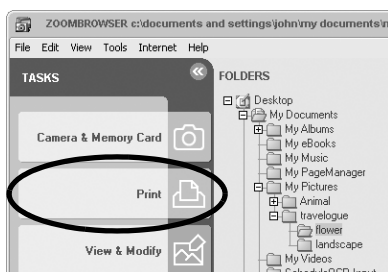 ZOOMBROWSER c:\documents and settings\john\my documents\
File Edit View Tools Internet Help
TASKS
FOLDERS
Desktop
My Documents
Camera & Memory Card
My Albums
My eBooks
My Music
My PageManager
Print
My Pictures
Animal
travelogue
flower
View & Modify
landscape
My Videos